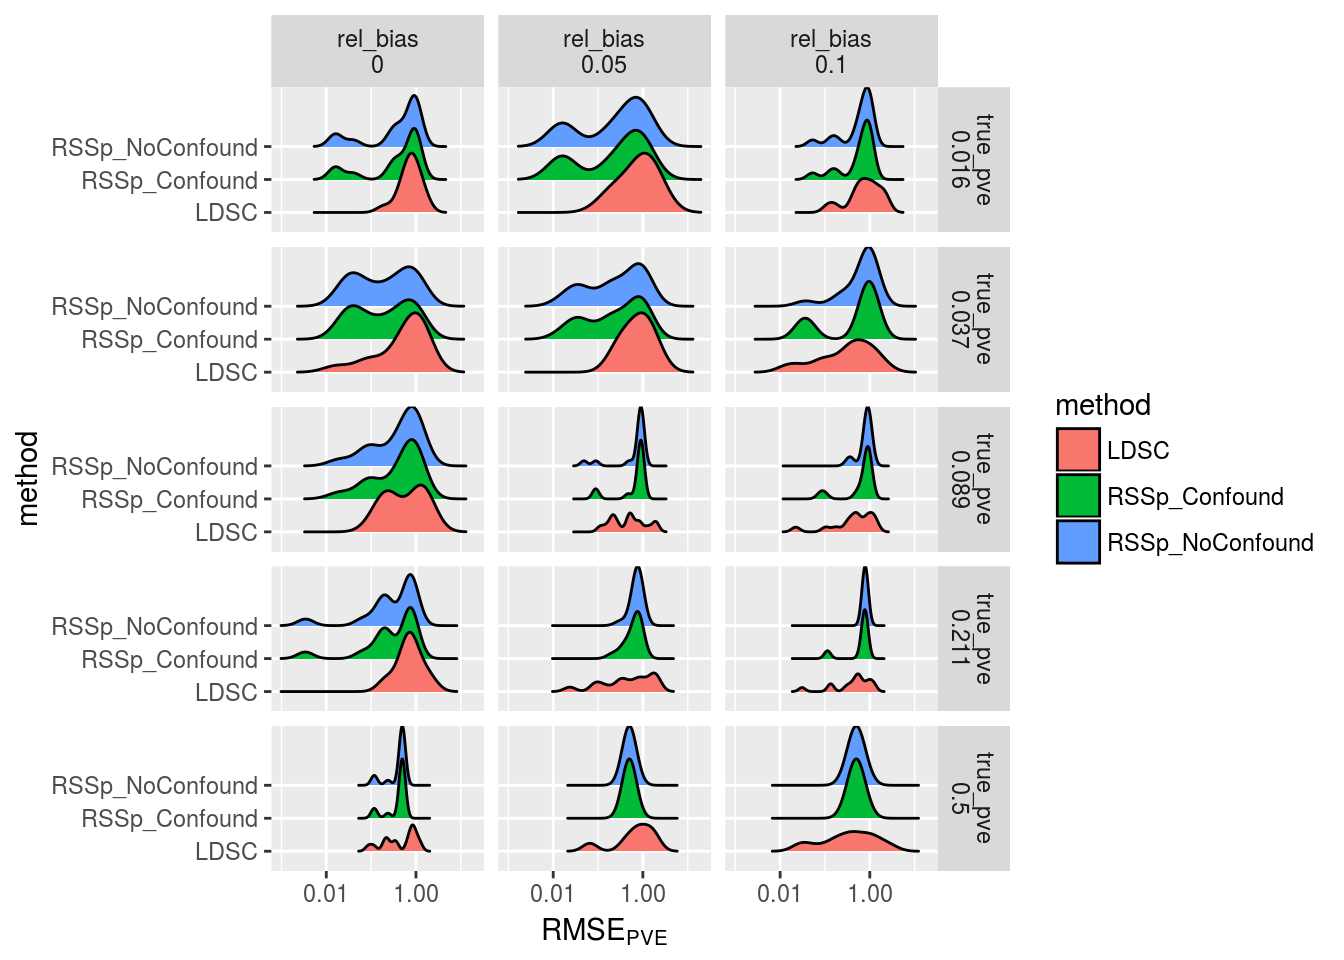 rel_bias
0
rel_bias
0.05
rel_bias
0.1
RSSp_NoConfound
RSSp_Confound
LDSC
true_pve
0.016
RSSp_NoConfound
RSSp_Confound
LDSC
true_pve
0.037
RSSp_NoConfound
RSSp_Confound
LDSC
true_pve
0.089
RSSp_NoConfound
RSSp_Confound
LDSC
true_pve
0.211
RSSp_NoConfound
RSSp_Confound
LDSC
true_pve
0.5
method
0.01 1.00 0.01 1.00 0.01 1.00
RMSE_PVE
method
LDSC
RSSp_Confound
RSSp_NoConfound